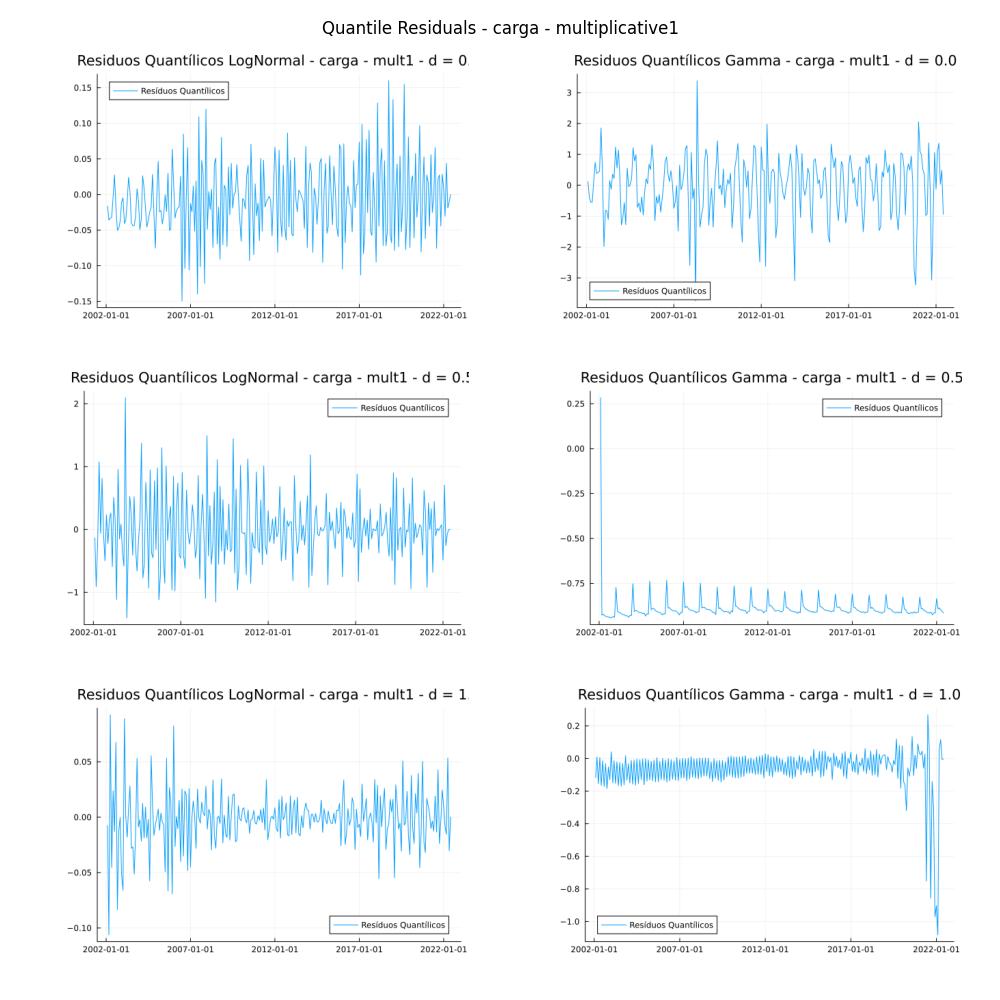 Quantile Residuals - carga - multiplicative1
Resíduos Quantílicos LogNormal - carga - mult1 - d = 0.
Resíduos Quantílicos
0.15
0.10
0.05
0.00
−0.05
−0.10
−0.15
2002-01-01 2007-01-01 2012-01-01 2017-01-01 2022-01-01
Resíduos Quantílicos Gamma - carga - mult1 - d = 0.0
3
2
1
0
−1
−2
−3
Resíduos Quantílicos
2002-01-01 2007-01-01 2012-01-01 2017-01-01 2022-01-01
Resíduos Quantílicos LogNormal - carga - mult1 - d = 0.5
Resíduos Quantílicos
2
1
0
−1
2002-01-01 2007-01-01 2012-01-01 2017-01-01 2022-01-01
Resíduos Quantílicos Gamma - carga - mult1 - d = 0.5
Resíduos Quantílicos
0.25
0.00
−0.25
−0.50
−0.75
2002-01-01 2007-01-01 2012-01-01 2017-01-01 2022-01-01
Resíduos Quantílicos LogNormal - carga - mult1 - d = 1.
0.05
0.00
−0.05
−0.10
Resíduos Quantílicos
2002-01-01 2007-01-01 2012-01-01 2017-01-01 2022-01-01
Resíduos Quantílicos Gamma - carga - mult1 - d = 1.0
0.2
0.0
−0.2
−0.4
−0.6
−0.8
−1.0
Resíduos Quantílicos
2002-01-01 2007-01-01 2012-01-01 2017-01-01 2022-01-01